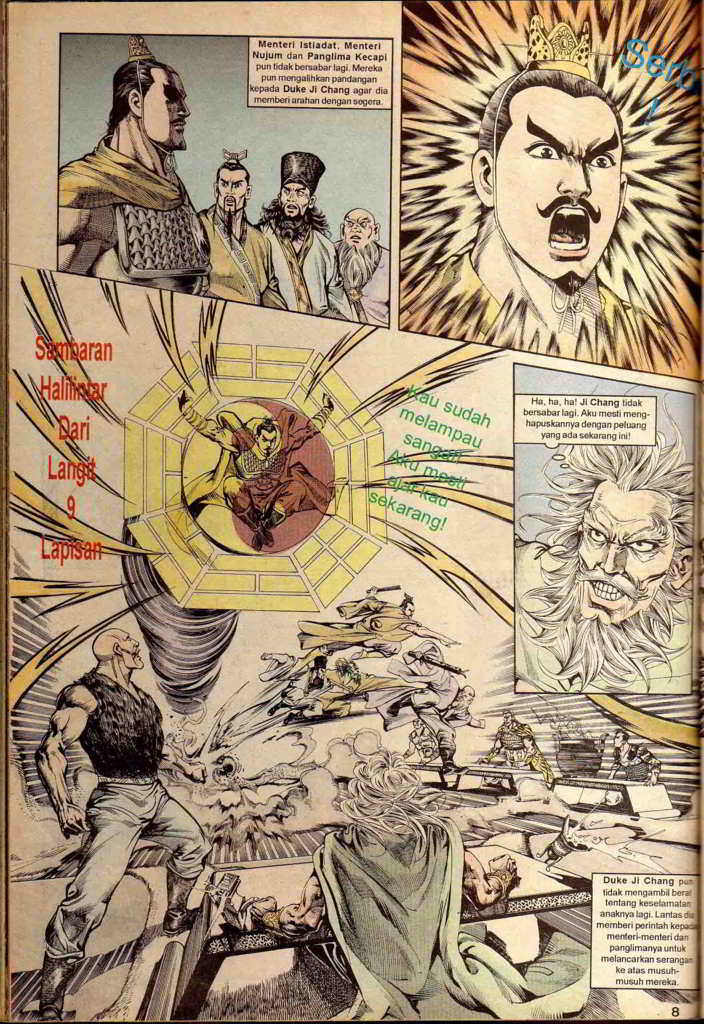 Menteri Istiadat, Menteri
Nujum dan Panglima Kecapi
pun tidak bersabar lagi. Mereka
pun mengalihkan pandangan
kepada Duke Ji Chang agar dia
memberi arahan dengan segera.
Serbu
!
Sambaran
Halilintar
Dari
Langit
9
Lapisan
Kau sudah
melampau
sangat.
Aku mesti
ajar kau
sekarang!
Ha, ha, ha! Ji Chang tidak
bersabar lagi. Aku mesti meng-
hapuskannya dengan peluang
yang ada sekarang ini!
Duke Ji Chang pun
tidak mengambil berat
tentang keselamatan
anaknya lagi. Lantas dia
memberi perintah kepada
menteri-menteri dan
panglimanya untuk
melancarkan serangan
ke atas musuh-
musuh mereka.
8